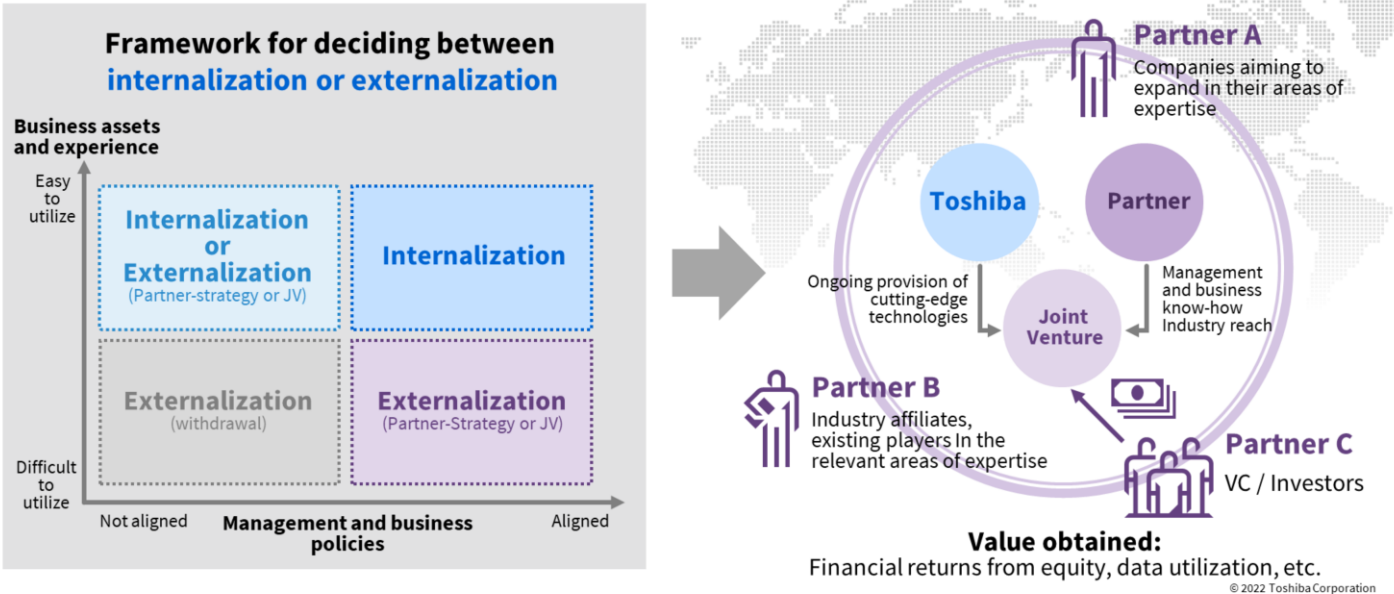 Framework for deciding between
internalization or externalization
Business assets
and experience
Easy
to
utilize
Internalization
or
Externalization
(Partner-strategy or JV)
Internalization
Externalization
(withdrawal)
Externalization
(Partner-Strategy or JV)
Difficult
to
utilize
Not aligned
Management and business
policies
Aligned
Partner A
Companies aiming to
expand in their areas of
expertise
Toshiba
Partner
Ongoing provision of
cutting-edge
technologies
Management
and business
know-how
Industry reach
Joint
Venture
Partner B
Industry affiliates,
existing players In the
relevant areas of expertise
Partner C
VC / Investors
Value obtained:
Financial returns from equity, data utilization, etc.
© 2022 Toshiba Corporation